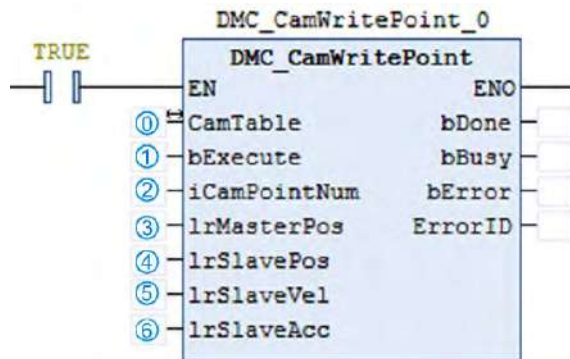 DMC_CamWritePoint_0
TRUE
DMC_CamWritePoint
EN ENO
⓪ CamTable bDone
① bExecute bBusy
② iCamPointNum bError
③ lrMasterPos ErrorID
④ lrSlavePos
⑤ lrSlaveVel
⑥ lrSlaveAcc